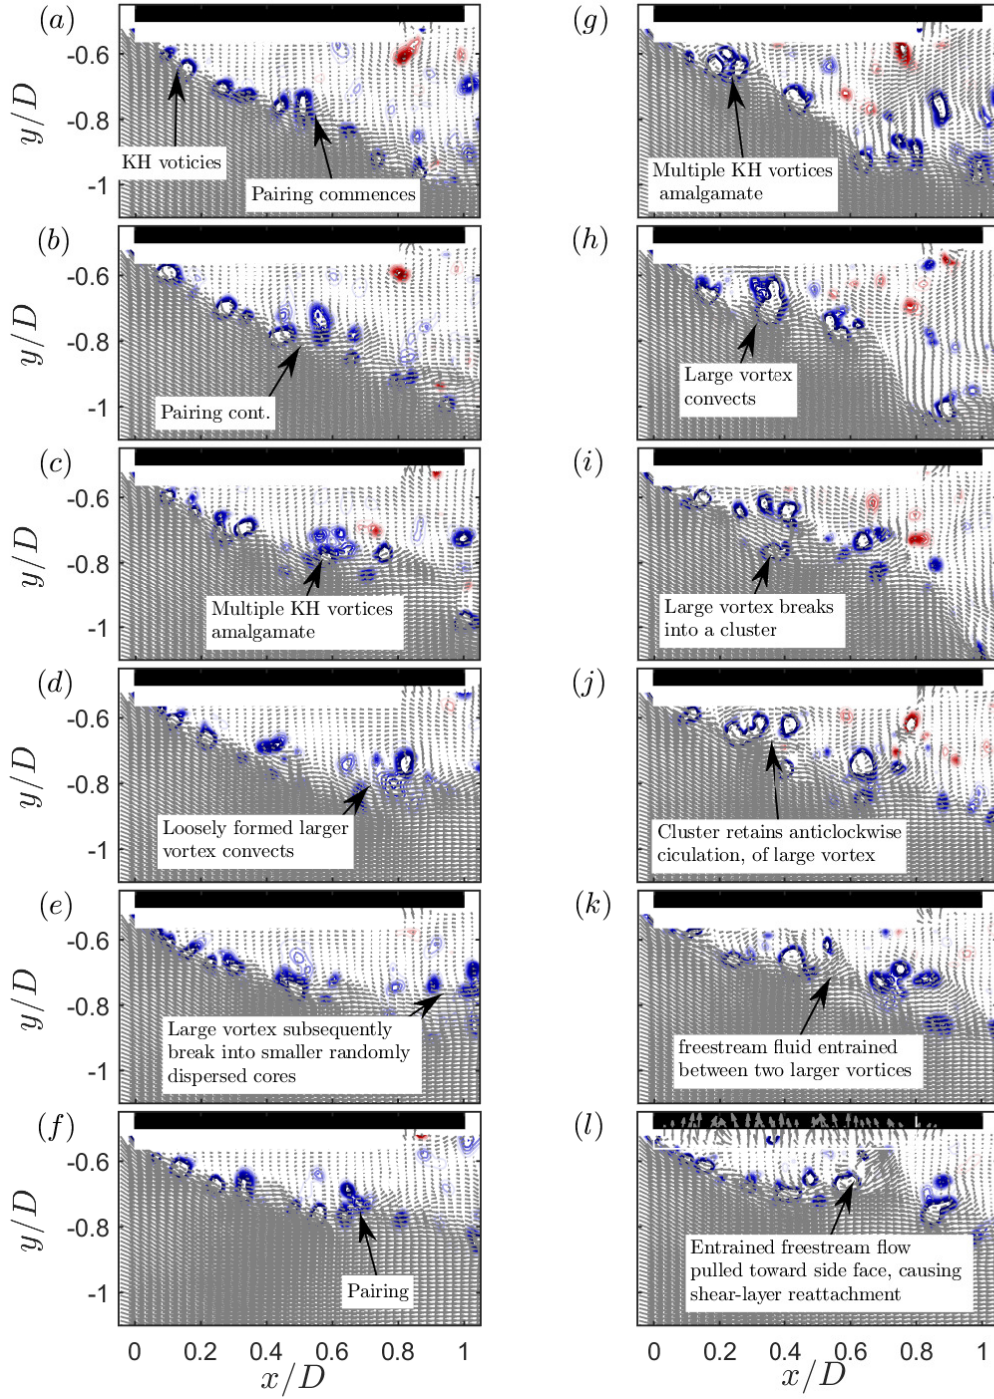 (a)
-0.6
-0.8
-1
y/D
KH voticies
Pairing commences
(b)
-0.6
-0.8
-1
y/D
Pairing cont.
(c)
-0.6
-0.8
-1
y/D
Multiple KH vortices
amalgamate
(d)
-0.6
-0.8
-1
y/D
Loosely formed larger
vortex convects
(e)
-0.6
-0.8
-1
y/D
Large vortex subsequently
break into smaller randomly
dispersed cores
(f)
-0.6
-0.8
-1
y/D
Pairing
0 0.2 0.4 0.6 0.8 1
x/D
(g)
Multiple KH vortices
amalgamate
(h)
Large vortex
convects
(i)
Large vortex breaks
into a cluster
(j)
Cluster retains anticlockwise
ciculation, of large vortex
(k)
freestream fluid entrained
between two larger vortices
(l)
Entrained freestream flow
pulled toward side face, causing
shear-layer reattachment
0 0.2 0.4 0.6 0.8 1
x/D